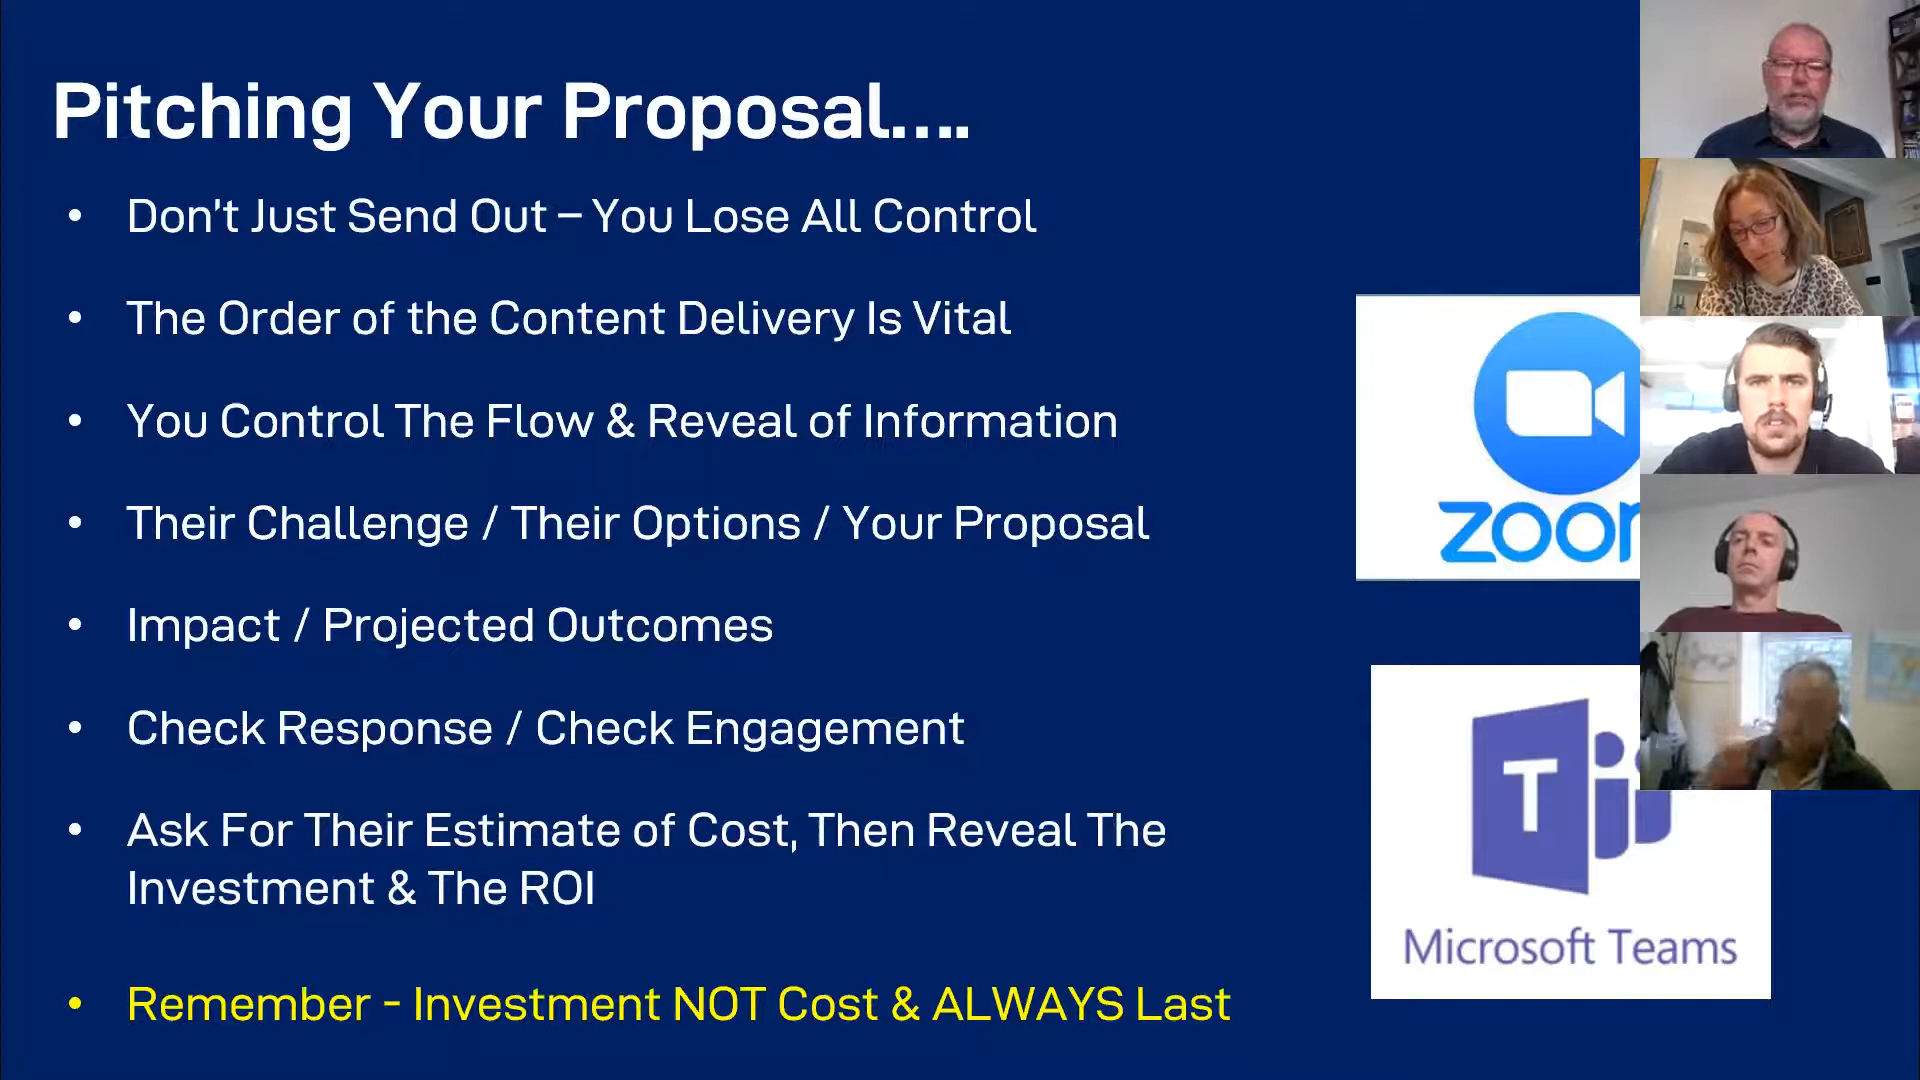 Pitching Your Proposal....
• Don't Just Send Out – You Lose All Control
• The Order of the Content Delivery Is Vital
• You Control The Flow & Reveal of Information
• Their Challenge / Their Options / Your Proposal
• Impact / Projected Outcomes
• Check Response / Check Engagement
• Ask For Their Estimate of Cost, Then Reveal The
Investment & The ROI
• Remember - Investment NOT Cost & ALWAYS Last
zoom
T
Microsoft Teams